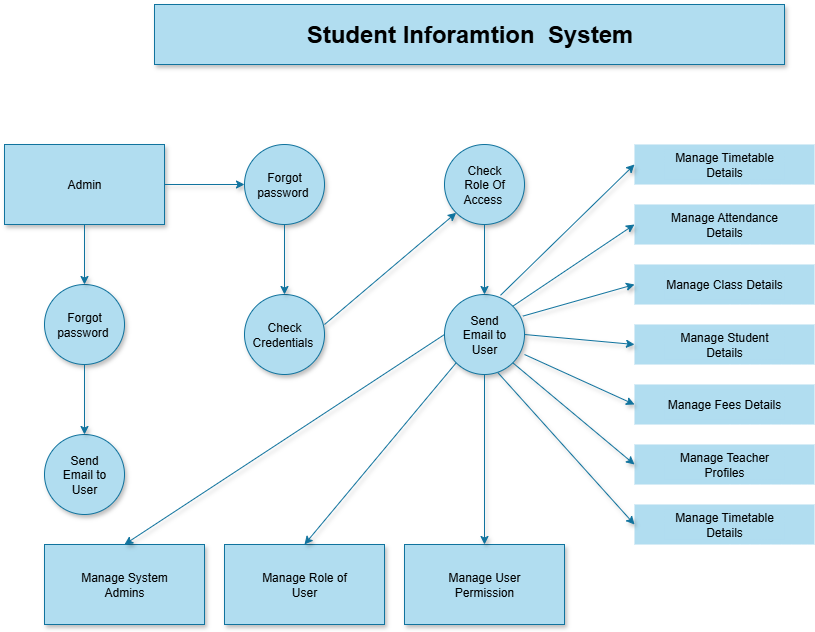 Student Inforamtion  System
Admin
Forgot
password
Check
Role Of
Access
Manage Timetable
Details
Manage Attendance
Details
Manage Class Details
Forgot
password
Check
Credentials
Send
Email to
User
Manage Student
Details
Manage Fees Details
Send
Email to
User
Manage Teacher
Profiles
Manage Timetable
Details
Manage System
Admins
Manage Role of
User
Manage User
Permission